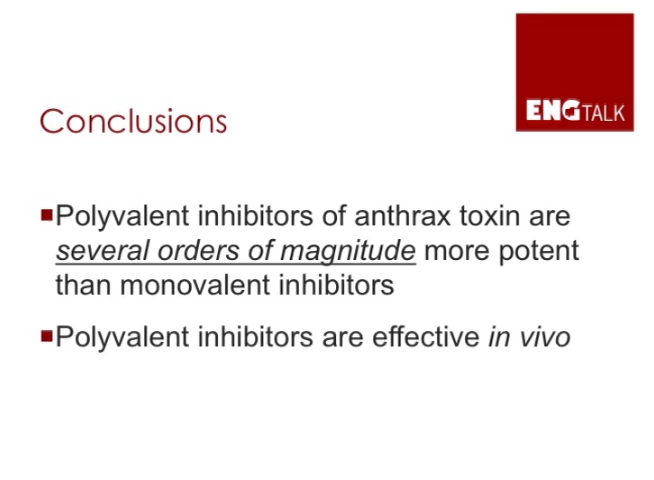 ENGTALK
Conclusions
Polyvalent inhibitors of anthrax toxin are
several orders of magnitude more potent
than monovalent inhibitors
Polyvalent inhibitors are effective in vivo